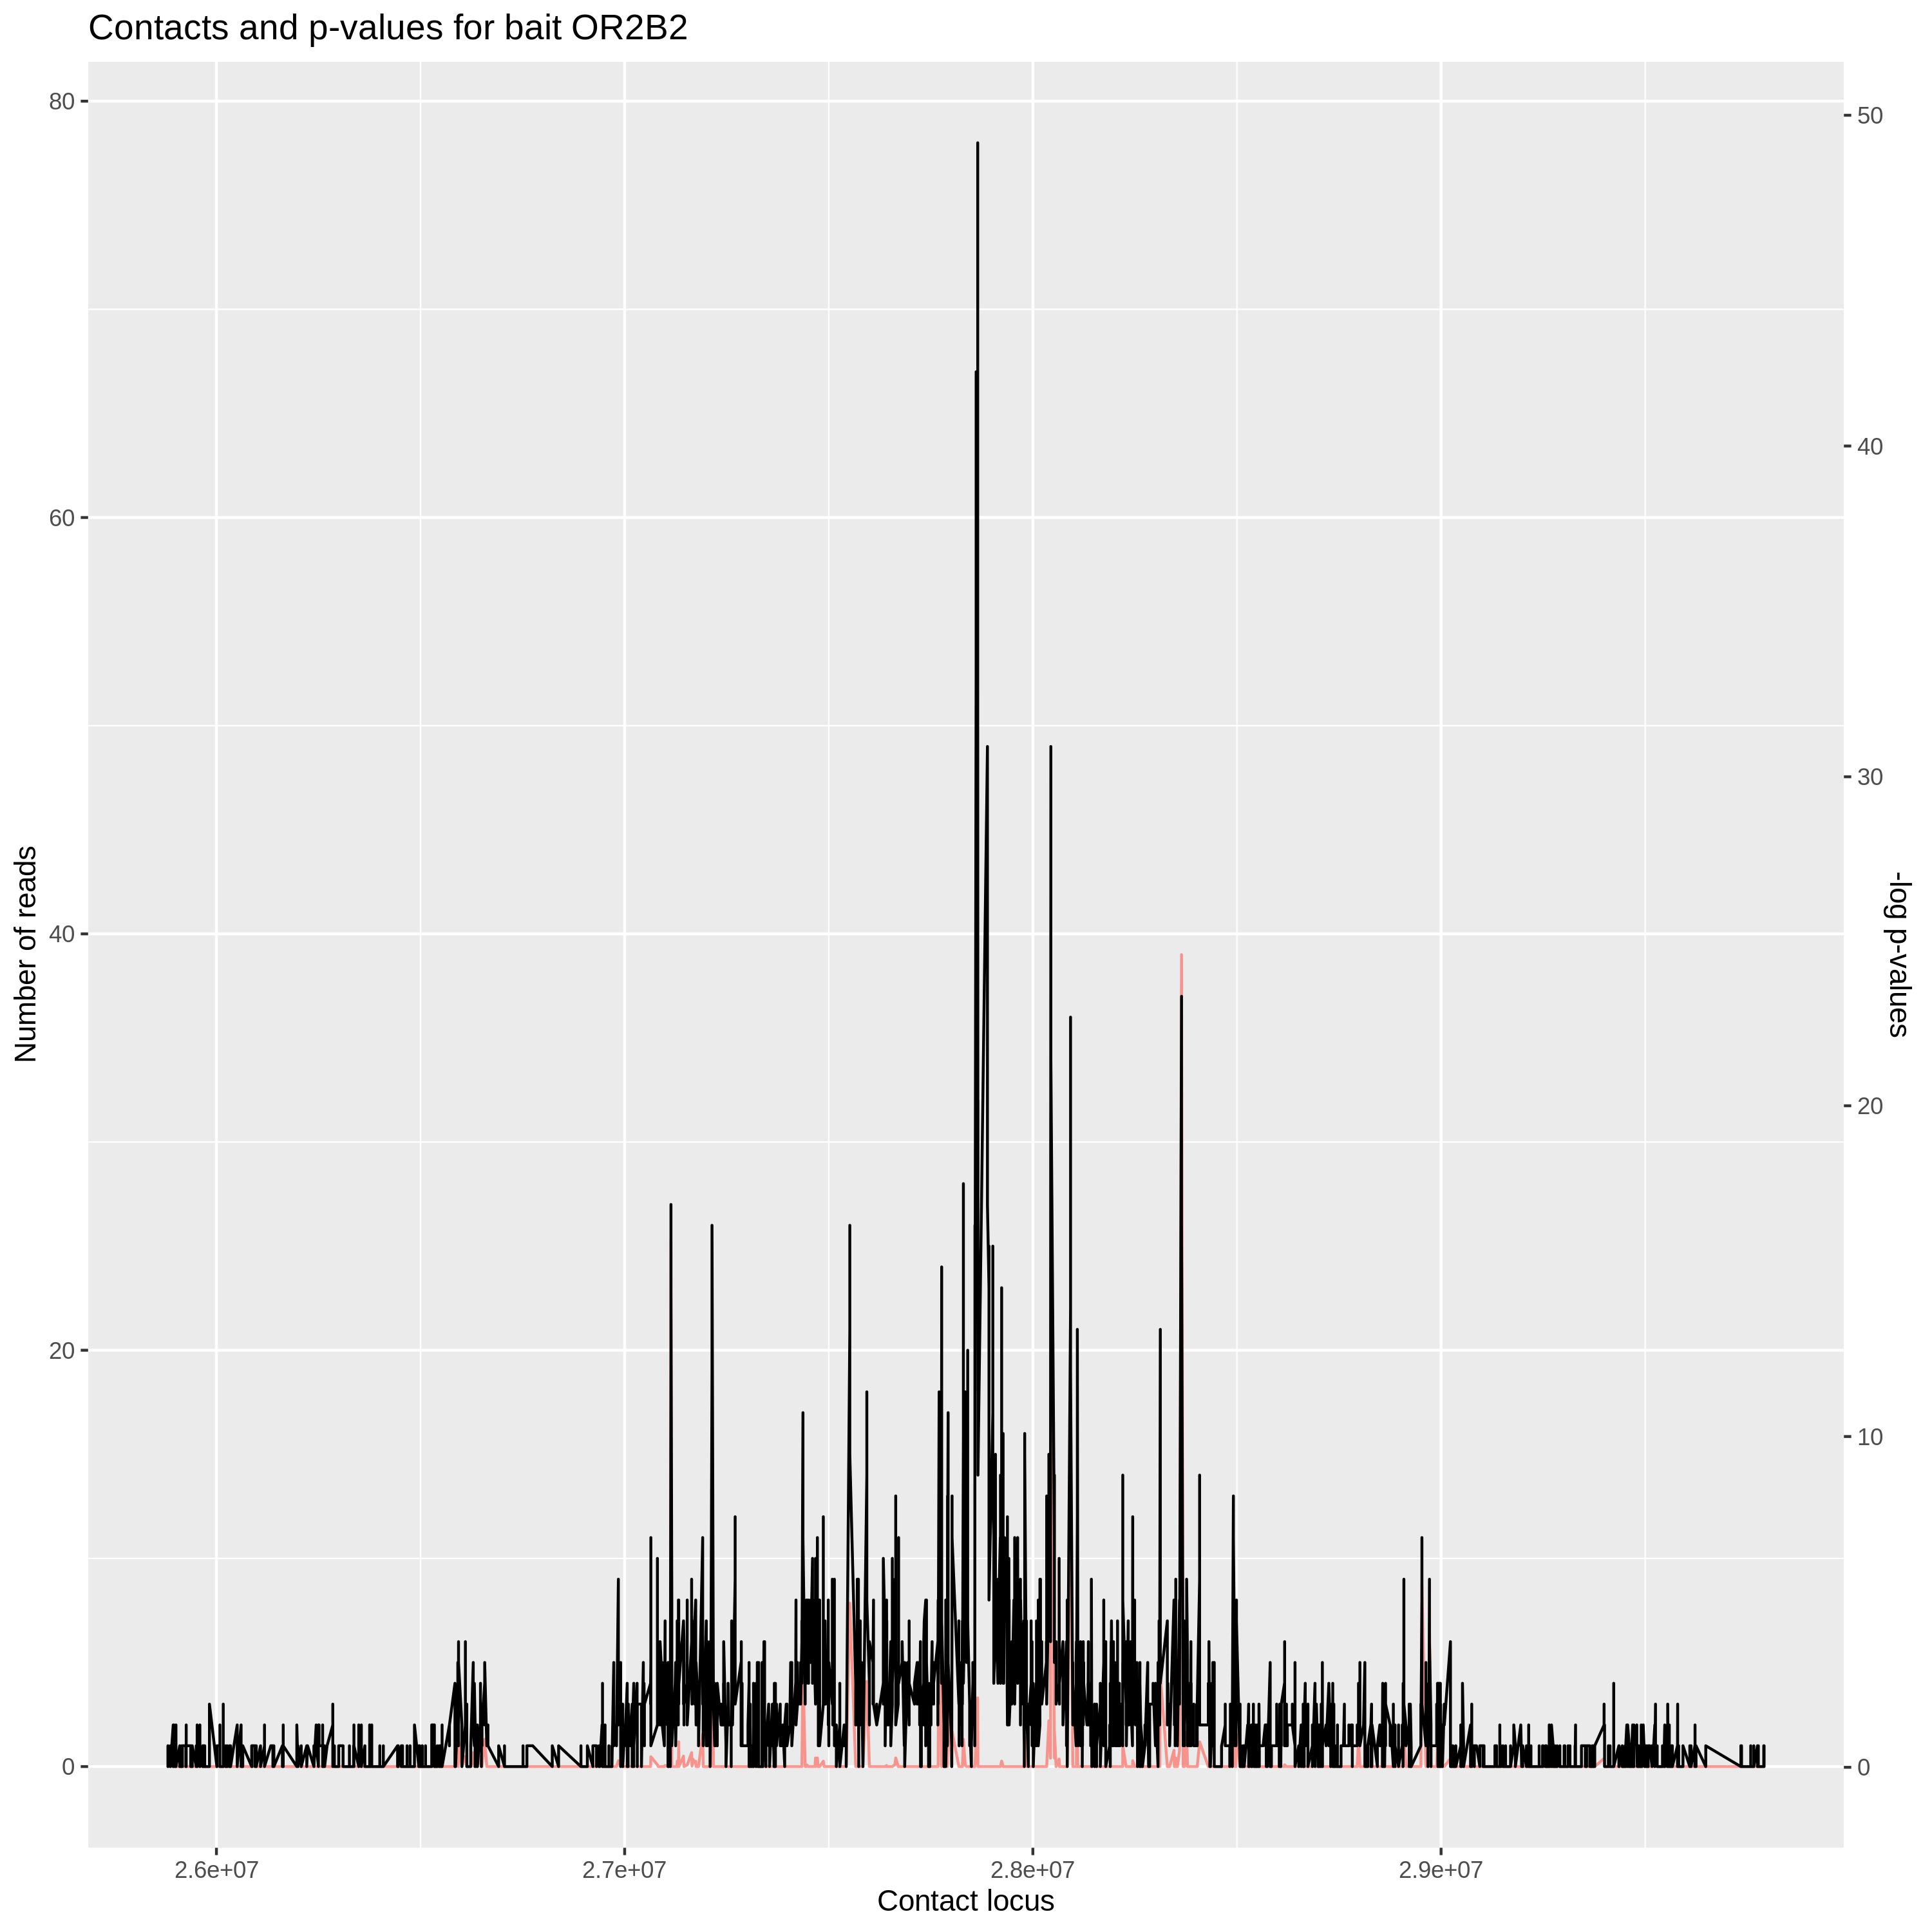 Contacts and p-values for bait OR2B2
80
60
40
20
0
50
40
30
20
10
0
Number of reads
-log p-values
2.6e+07
2.7e+07
2.8e+07
2.9e+07
Contact locus